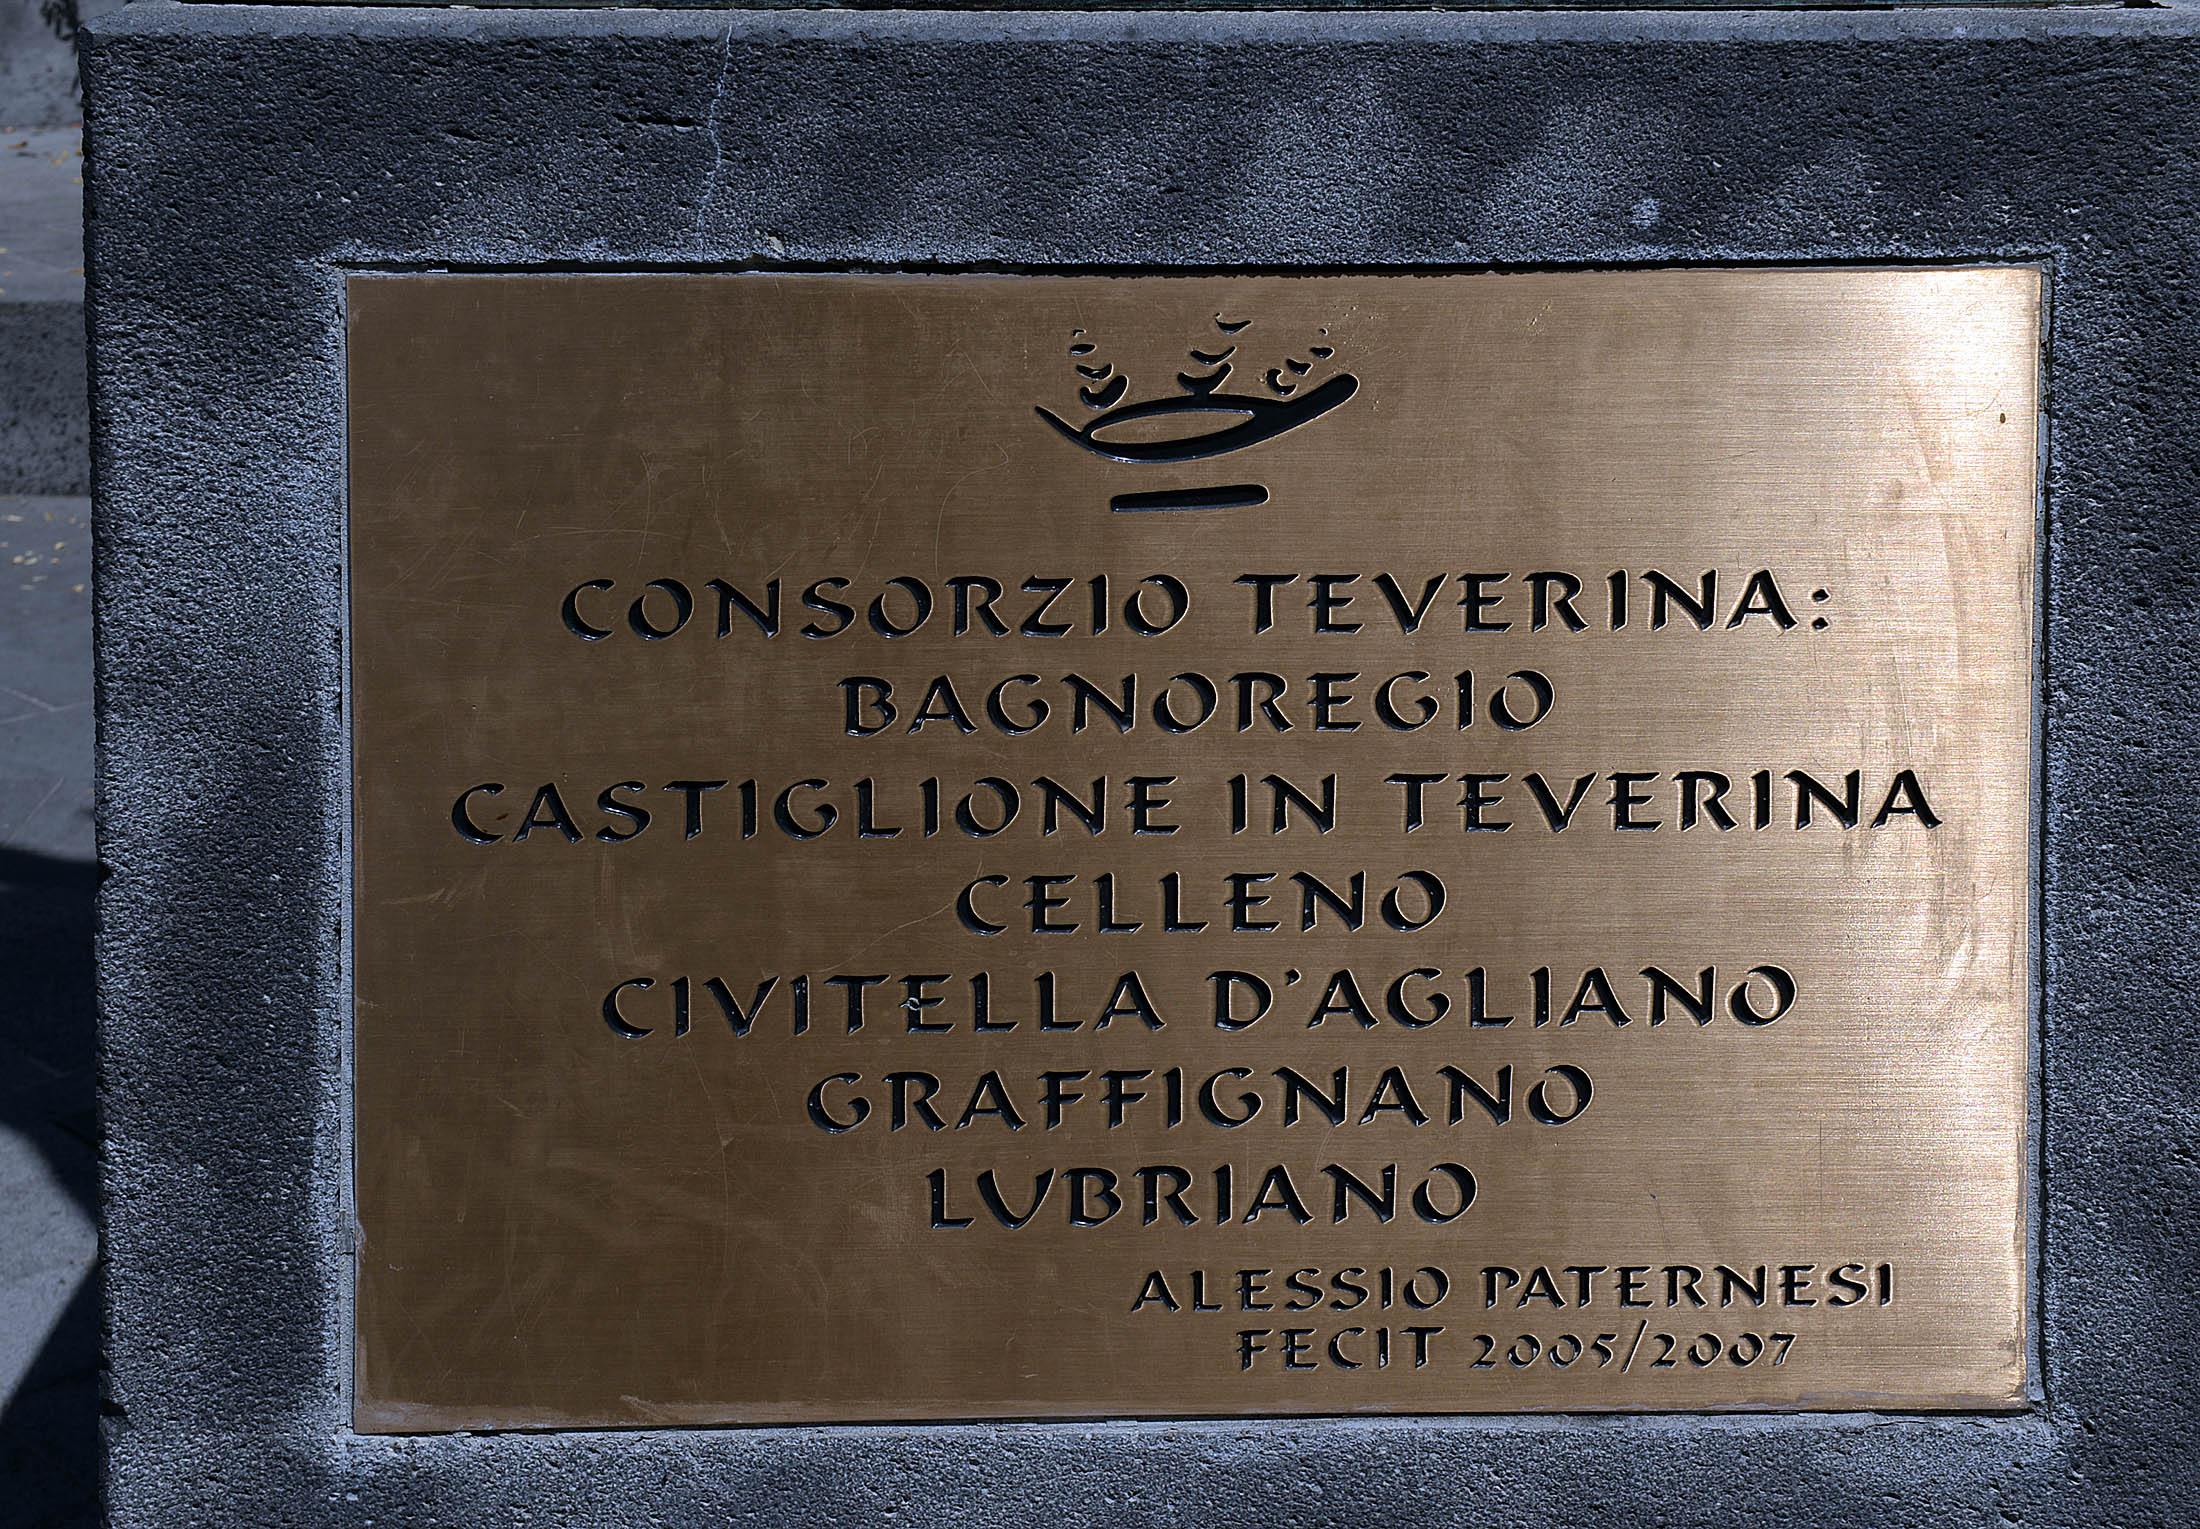 CONSORZIO TEVERINA:
BAGNOREGIO
CASTIGLIONE IN TEVERINA
CELLENO
CIVITELLA D'AGLIANO
GRAFFIGNANO
LUBRIANO
ALESSIO PATERNESI
FECIT 2005/2007